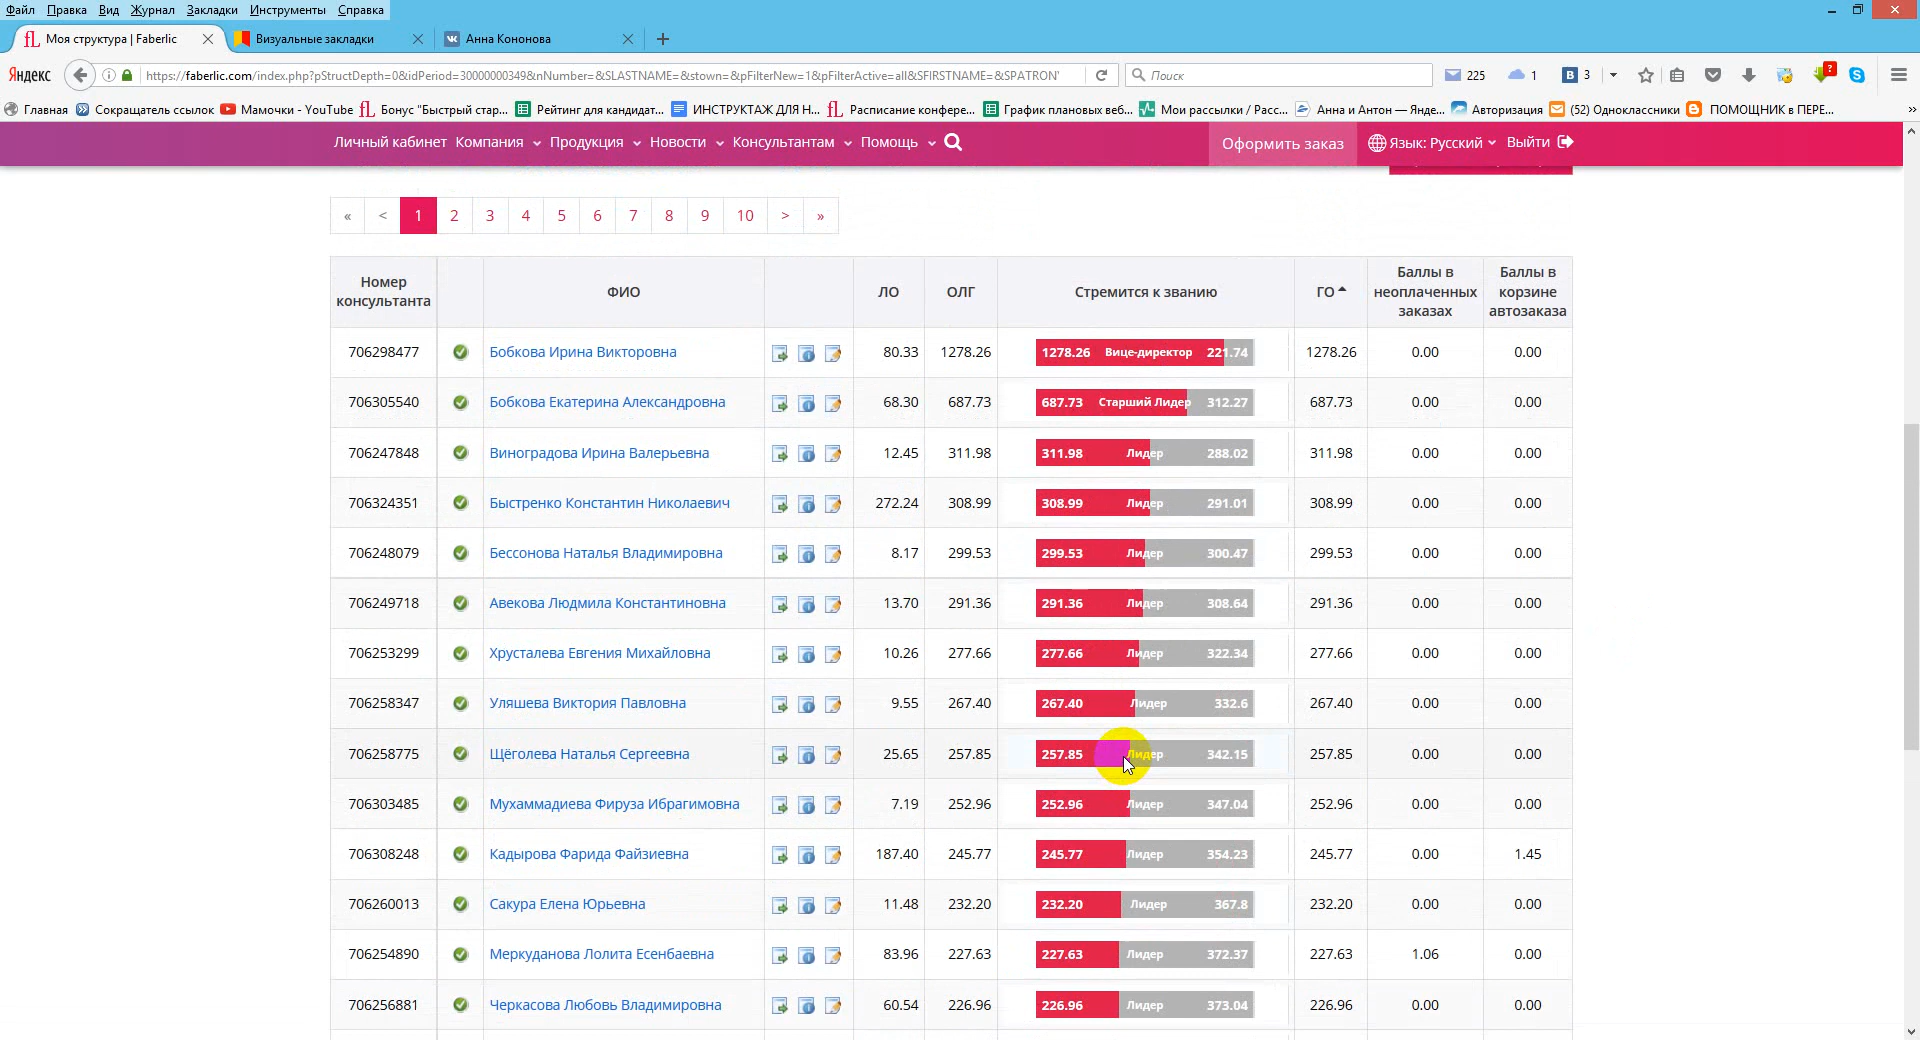 Файл Правка Вид Журнал Закладки Инструменты Справка
Моя структура | Faberlic Визуальные закладки Анна Кононова
Яндекс https://faberlic.com/index.php?pStructDepth=0&idPeriod=30000000349&nNumber=&SLASTNAME=&stown=&pFilterNew=1&pFilterActive=all&SFIRSTNAME=&SPATRON' Поиск 225 1 3
Главная Сокращатель ссылок Мамочки - YouTube Бонус "Быстрый стар... Рейтинг для кандидат... ИНСТРУКТАЖ ДЛЯ Н... Расписание конфере... График плановых веб... Мои рассылки / Расс... Анна и Антон — Янде... Авторизация (52) Одноклассники ПОМОЩНИК в ПЕРЕ...
Личный кабинет Компания Продукция Новости Консультантам Помощь Оформить заказ Язык: Русский Выйти
« < 1 2 3 4 5 6 7 8 9 10 > »
Номер консультанта ФИО ЛО ОЛГ Стремится к званию ГО Баллы в неоплаченных заказах Баллы в корзине автозаказа
706298477 Бобкова Ирина Викторовна 80.33 1278.26 1278.26 Вице-директор 221.74 1278.26 0.00 0.00
706305540 Бобкова Екатерина Александровна 68.30 687.73 687.73 Старший Лидер 312.27 687.73 0.00 0.00
706247848 Виноградова Ирина Валерьевна 12.45 311.98 311.98 Лидер 288.02 311.98 0.00 0.00
706324351 Быстренко Константин Николаевич 272.24 308.99 308.99 Лидер 291.01 308.99 0.00 0.00
706248079 Бессонова Наталья Владимировна 8.17 299.53 299.53 Лидер 300.47 299.53 0.00 0.00
706249718 Авекова Людмила Константиновна 13.70 291.36 291.36 Лидер 308.64 291.36 0.00 0.00
706253299 Хрусталева Евгения Михайловна 10.26 277.66 277.66 Лидер 322.34 277.66 0.00 0.00
706258347 Уляшева Виктория Павловна 9.55 267.40 267.40 Лидер 332.6 267.40 0.00 0.00
706258775 Щёголева Наталья Сергеевна 25.65 257.85 257.85 Лидер 342.15 257.85 0.00 0.00
706303485 Мухаммадиева Фируза Ибрагимовна 7.19 252.96 252.96 Лидер 347.04 252.96 0.00 0.00
706308248 Кадырова Фарида Файзиевна 187.40 245.77 245.77 Лидер 354.23 245.77 0.00 1.45
706260013 Сакура Елена Юрьевна 11.48 232.20 232.20 Лидер 367.8 232.20 0.00 0.00
706254890 Меркуданова Лолита Есенбаевна 83.96 227.63 227.63 Лидер 372.37 227.63 1.06 0.00
706256881 Черкасова Любовь Владимировна 60.54 226.96 226.96 Лидер 373.04 226.96 0.00 0.00